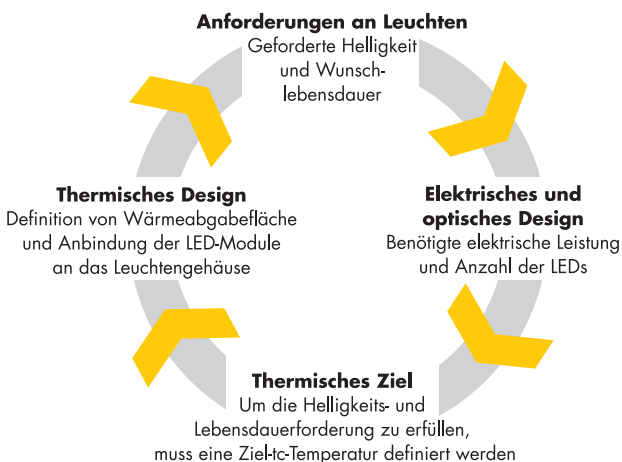 Anforderungen an Leuchten
Geforderte Helligkeit
und Wunsch-
lebensdauer
Elektrisches und
optisches Design
Benötigte elektrische Leistung
und Anzahl der LEDs
Thermisches Ziel
Um die Helligkeits- und
Lebensdauerforderung zu erfüllen,
muss eine Ziel-tc-Temperatur definiert werden
Thermisches Design
Definition von Wärmeabgabefläche
und Anbindung der LED-Module
an das Leuchtengehäuse